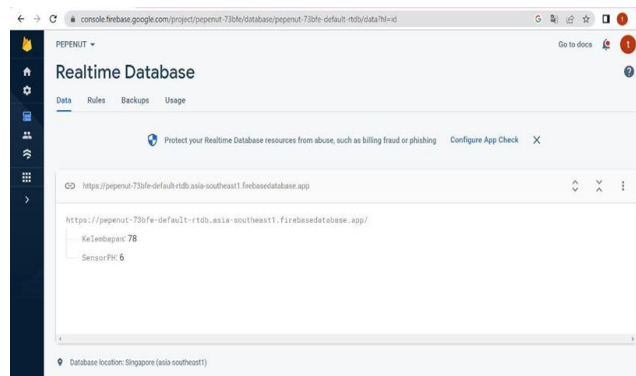 console.firebase.google.com/project/pepenut-73bfe/database/pepenut-73bfe-default-rtdb/data?hl=id
PEPENUT
Go to docs
Realtime Database
Data Rules Backups Usage
Protect your Realtime Database resources from abuse, such as billing fraud or phishing Configure App Check
https://pepenut-73bfe-default-rtdb.asia-southeast1.firebasedatabase.app
https://pepenut-73bfe-default-rtdb.asia-southeast1.firebasedatabase.app/
Kelembapan: 78
SensorPH: 6
Database location: Singapore (asia-southeast1)